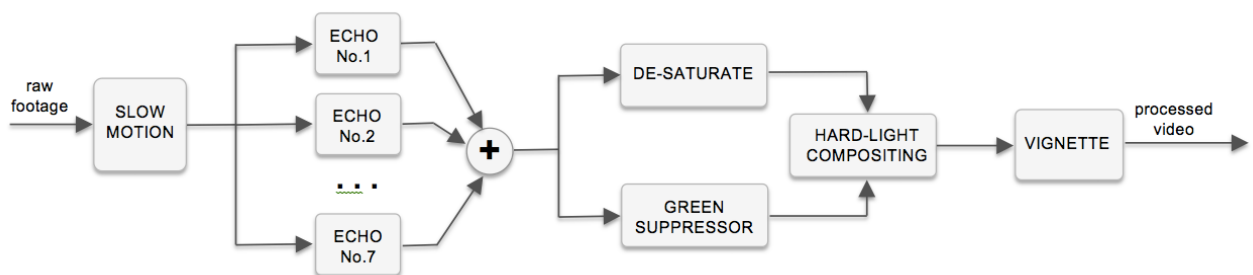 raw
footage
SLOW
MOTION
ECHO
No.1
ECHO
No.2
...
ECHO
No.7
+
DE-SATURATE
GREEN
SUPPRESSOR
HARD-LIGHT
COMPOSITING
VIGNETTE
processed
video